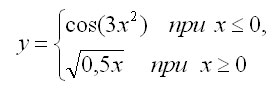 cos(3x²) при x ≤ 0,
y =
√0,5x при x ≥ 0